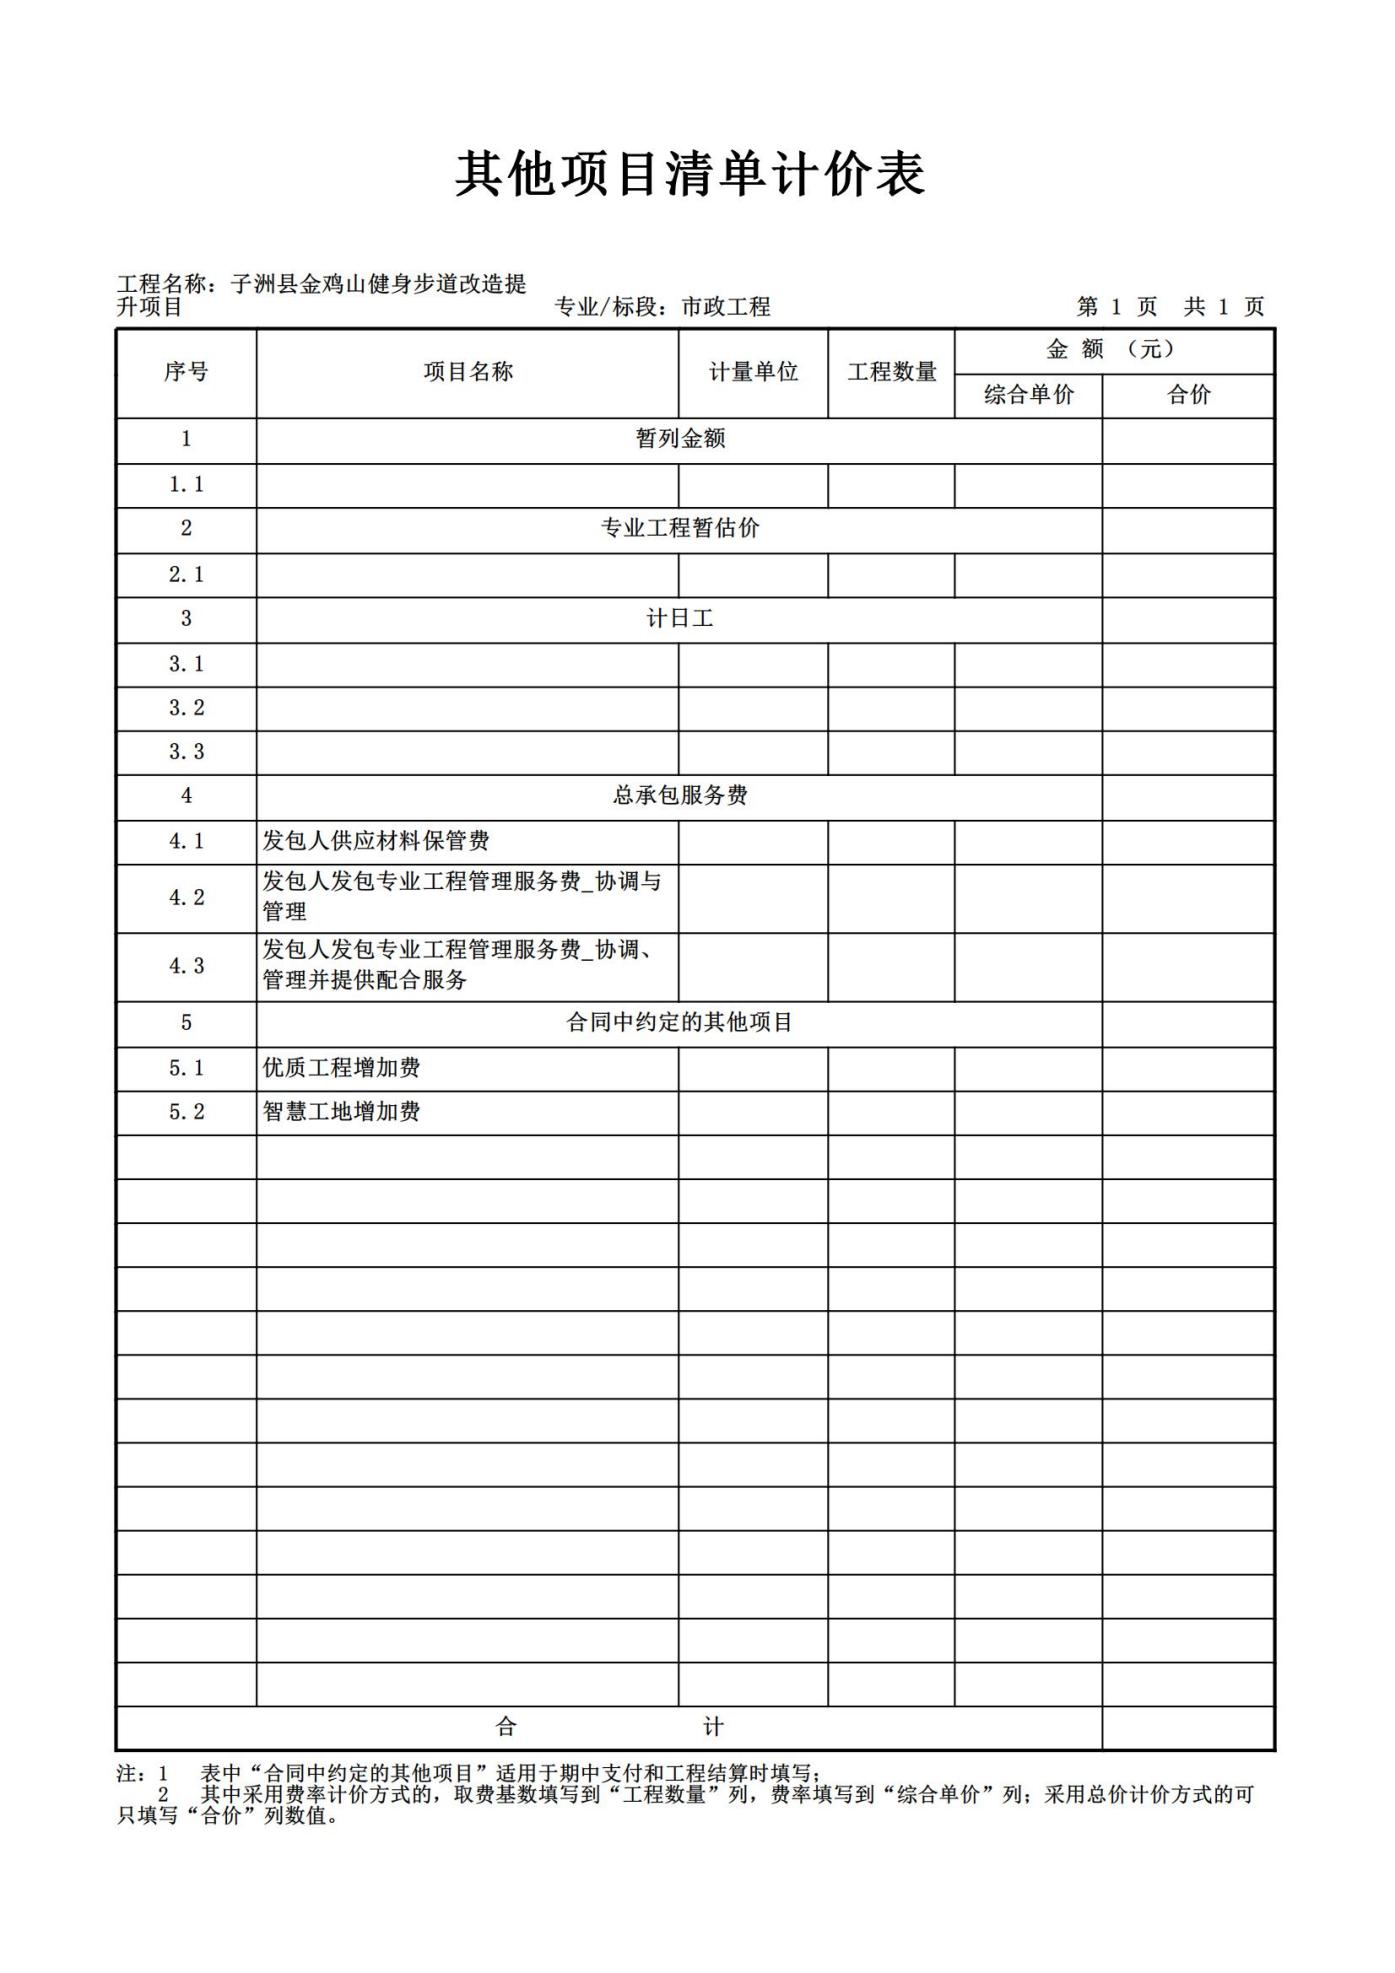 其他项目清单计价表
工程名称：子洲县金鸡山健身步道改造提
升项目 专业/标段：市政工程 第 1 页 共 1 页
序号 项目名称 计量单位 工程数量 金 额 （元）
综合单价 合价
1 暂列金额
1.1
2 专业工程暂估价
2.1
3 计日工
3.1
3.2
3.3
4 总承包服务费
4.1 发包人供应材料保管费
4.2 发包人发包专业工程管理服务费_协调与
管理
4.3 发包人发包专业工程管理服务费_协调、
管理并提供配合服务
5 合同中约定的其他项目
5.1 优质工程增加费
5.2 智慧工地增加费
合 计
注：1 表中“合同中约定的其他项目”适用于期中支付和工程结算时填写；
2 其中采用费率计价方式的，取费基数填写到“工程数量”列，费率填写到“综合单价”列；采用总价计价方式的可
只填写“合价”列数值。